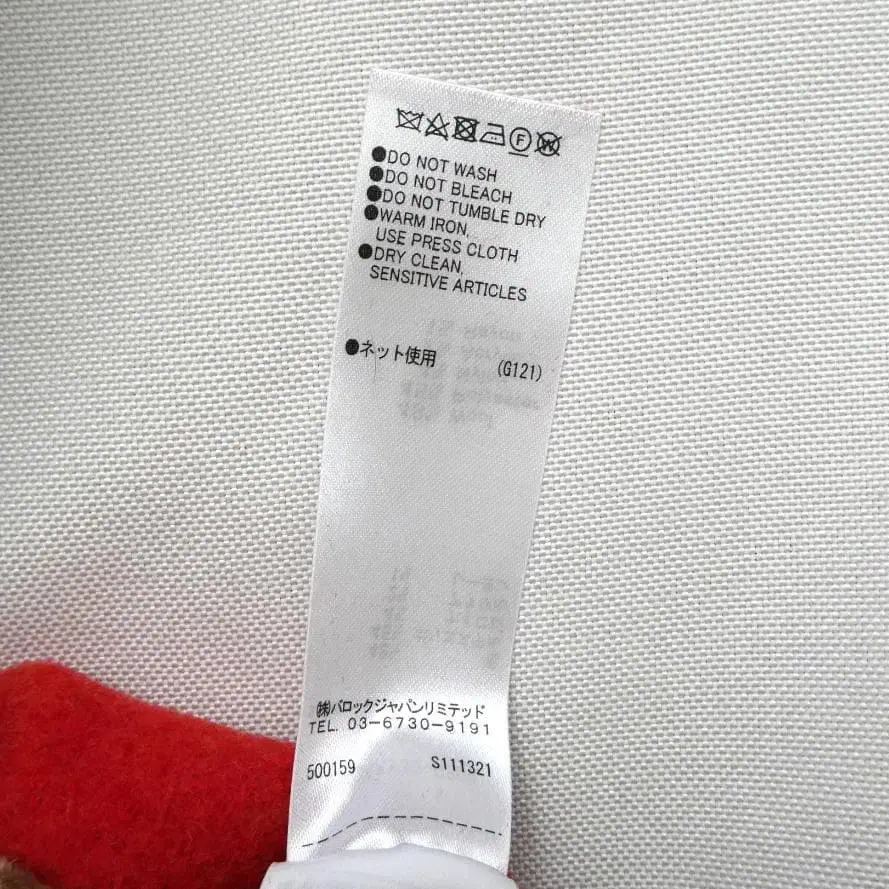 F W
●DO NOT WASH
●DO NOT BLEACH
●DO NOT TUMBLE DRY
●WARM IRON,
USE PRESS CLOTH
●DRY CLEAN,
SENSITIVE ARTICLES
●ネット使用 (G121)
㈱バロックジャパンリミテッド
TEL. 03-6730-9191
500159 S111321